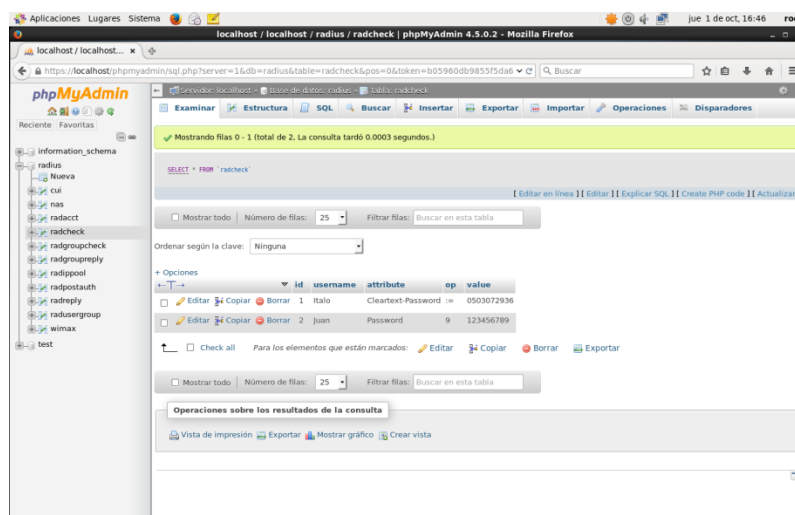 Aplicaciones Lugares Sistema jue 1 de oct, 16:46
localhost / localhost / radius / radcheck | phpMyAdmin 4.5.0.2 - Mozilla Firefox
localhost / localhost... ×
https://localhost/phpmyadmin/sql.php?server=1&db=radius&table=radcheck&pos=0&token=b05960db9855f5da6 Buscar
phpMyAdmin
Reciente Favoritas
information_schema
radius
Nueva
cui
nas
radacct
radcheck
radgroupcheck
radgroupreply
radippool
radpostauth
radreply
radusergroup
wimax
test
Servidor: localhost » Base de datos: radius » Tabla: radcheck
Examinar Estructura SQL Buscar Insertar Exportar Importar Operaciones Disparadores
Mostrando filas 0 - 1 (total de 2, La consulta tardó 0.0003 segundos.)
SELECT * FROM `radcheck`
[ Editar en línea ] [ Editar ] [ Explicar SQL ] [ Create PHP code ] [ Actualizar
Mostrar todo | Número de filas: 25 Filtrar filas: Buscar en esta tabla
Ordenar según la clave: Ninguna
+ Opciones
←T→ id username attribute op value
Editar Copiar Borrar 1 Italo Cleartext-Password := 0503072936
Editar Copiar Borrar 2 Juan Password 9 123456789
Check all Para los elementos que están marcados: Editar Copiar Borrar Exportar
Mostrar todo | Número de filas: 25 Filtrar filas: Buscar en esta tabla
Operaciones sobre los resultados de la consulta
Vista de impresión Exportar Mostrar gráfico Crear vista